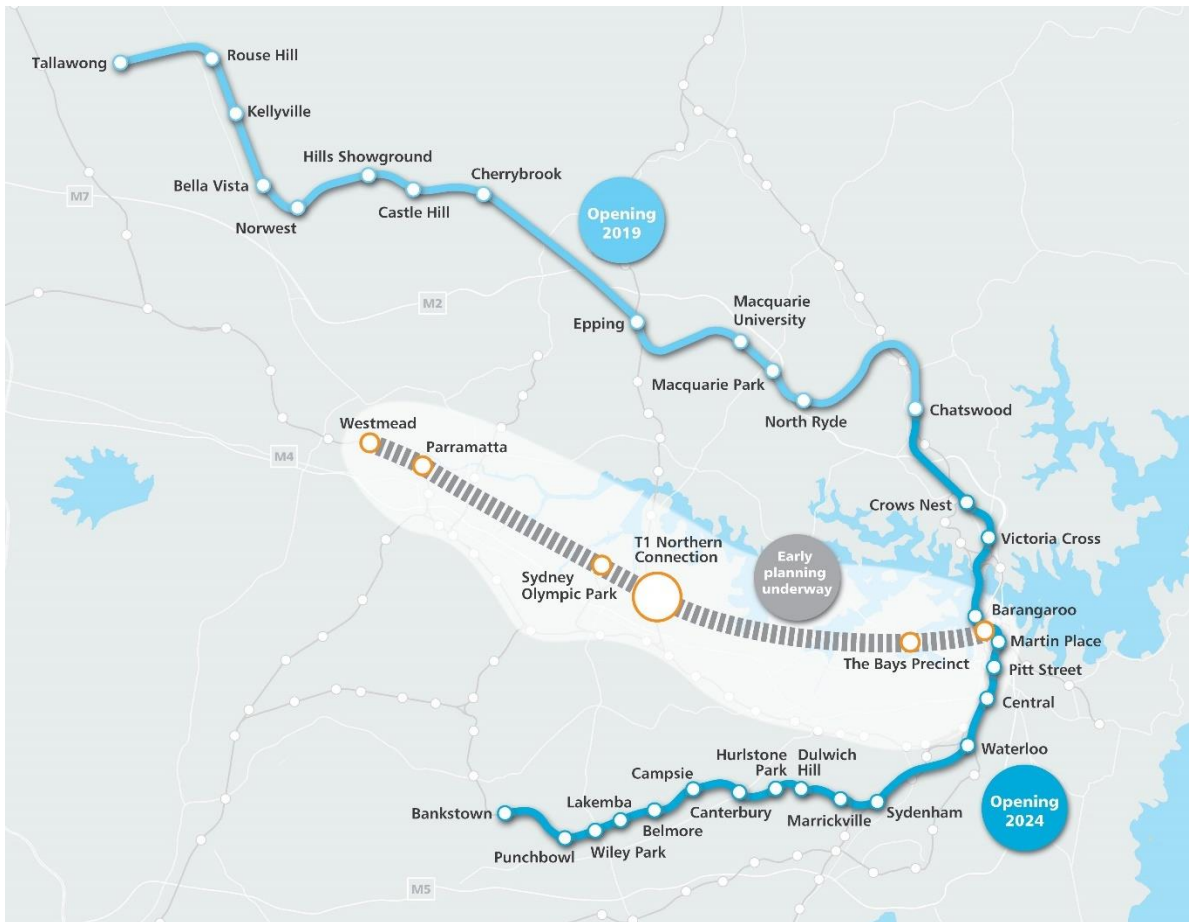 Tallawong
Rouse Hill
Kellyville
Hills Showground
Cherrybrook
Bella Vista
M7
Norwest
Castle Hill
Opening
2019
M2
Epping
Macquarie
University
Macquarie Park
North Ryde
Chatswood
Westmead
Parramatta
M4
Crows Nest
Victoria Cross
T1 Northern
Connection
Early
planning
underway
Sydney
Olympic Park
Barangaroo
Martin Place
The Bays Precinct
Pitt Street
Central
Waterloo
Hurlstone
Park
Dulwich
Hill
Campsie
Lakemba
Bankstown
Canterbury
Sydenham
Opening
2024
Belmore
Marrickville
Wiley Park
Punchbowl
M5